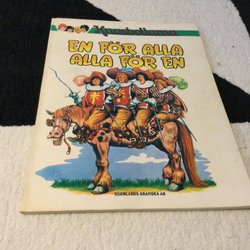 EN FÖR ALLA
ALLA FÖR EN
SÖRMLANDS GRAFISKA AB